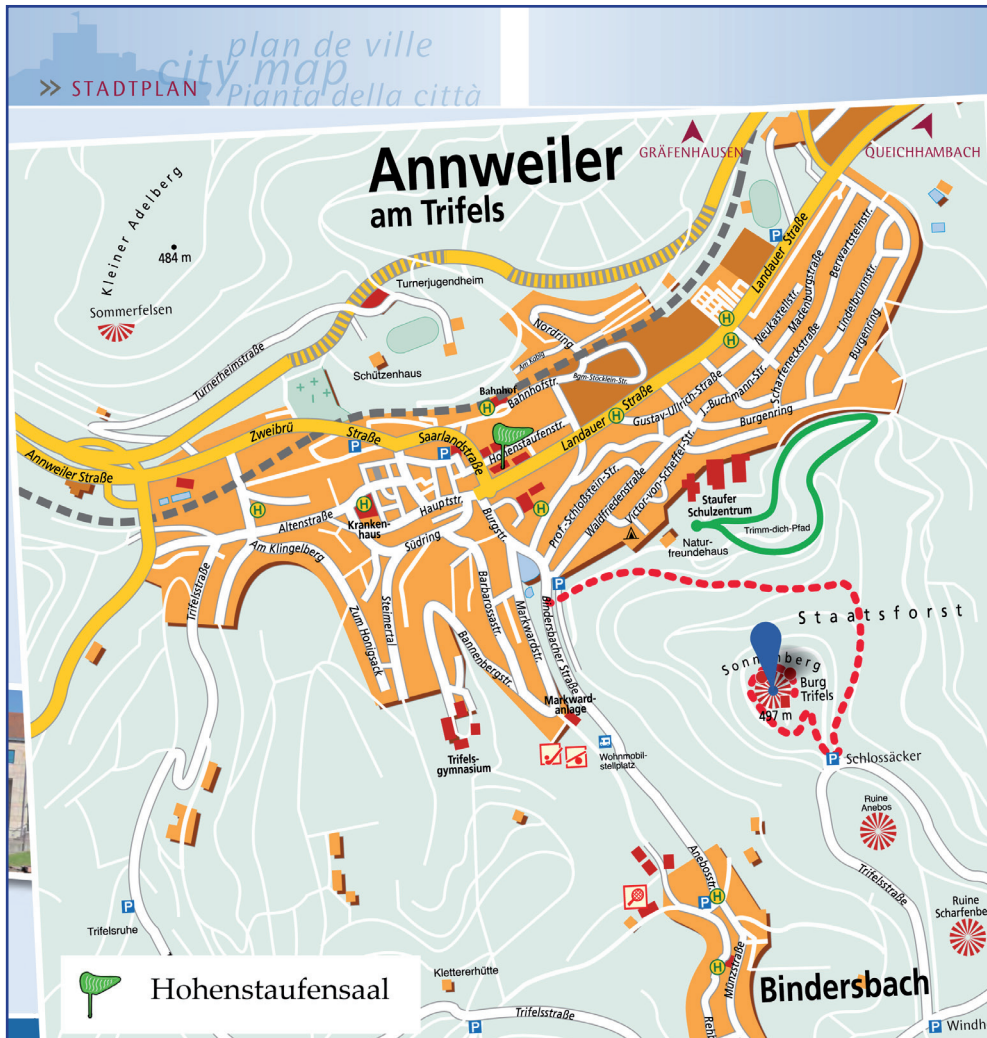 plan de ville
city map
>> STADTPLAN
Pianta della città
Annweiler
am Trifels
GRÄFENHAUSEN
QUEICHHAMBACH
Kleiner Adelberg
484 m
Sommerfelsen
Turnerjugendheim
Turnerheimstraße
Schützenhaus
Nordring
Am Kübig
Bgm-Stöcklein-Str.
Bahnhof
Bahnhofstr.
P
Landauer Straße
Neukastellstr.
Madenburgstraße
Berwartsteinstr.
Lindelbrunnstr.
Scharfeneckstraße
Burgenring
J.-Buchmann-Str.
Gustav-Ullrich-Straße
Burgenring
H
H
H
H
Landauer Straße
Hohenstaufenstr.
Saarlandstraße
Zweibrü
Straße
P
P
Annweiler Straße
H
H
H
Altenstraße
Kranken-
haus
Hauptstr.
Südring
Burgstr.
Am Klingelberg
Trifelsstraße
Zum Honigsack
Steimertal
Barbarossastr.
Markwardstr.
Bannenbergstr.
Bindersbacher Straße
Prof.-Schloßstein-Str.
Waldfriedenstraße
Victor-von-Scheffel-Str.
Staufer
Schulzentrum
Natur-
freundehaus
Trimm-dich-Pfad
P
Staatsforst
Burg
Trifels
497 m
P
Schlossäcker
Markward-
anlage
Trifels-
gymnasium
Wohnmobil-
stellplatz
Ruine
Anebos
Trifelsstraße
Ruine
Anebosstr.
P
H
H
Münzstraße
P
Trifelsruhe
Klettererhütte
P
Trifelsstraße
Bindersbach
P
Hohenstaufensaal